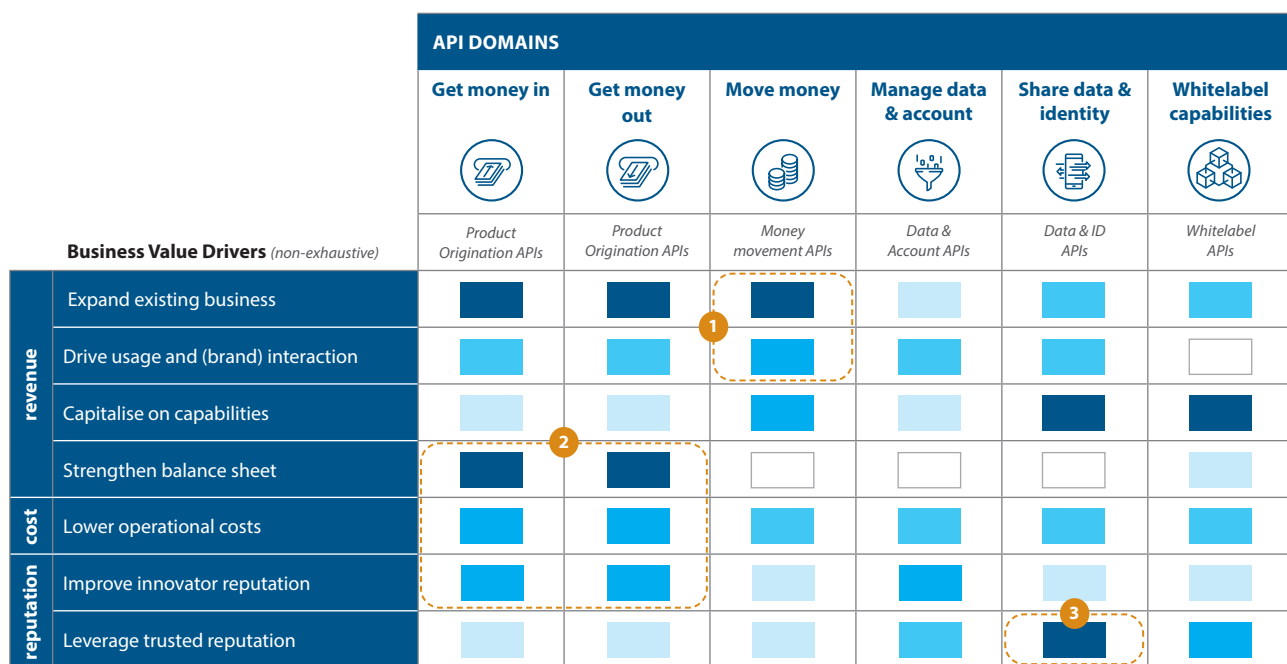 API DOMAINS
Get money in
Get money
out
Move money
Manage data
& account
Share data &
identity
Whitelabel
capabilities
Business Value Drivers (non-exhaustive)
Product
Origination APIs
Product
Origination APIs
Money
movement APIs
Data &
Account APIs
Data & ID
APIs
Whitelabel
APIs
revenue
Expand existing business
1
Drive usage and (brand) interaction
Capitalise on capabilities
2
Strengthen balance sheet
cost
Lower operational costs
reputation
Improve innovator reputation
3
Leverage trusted reputation